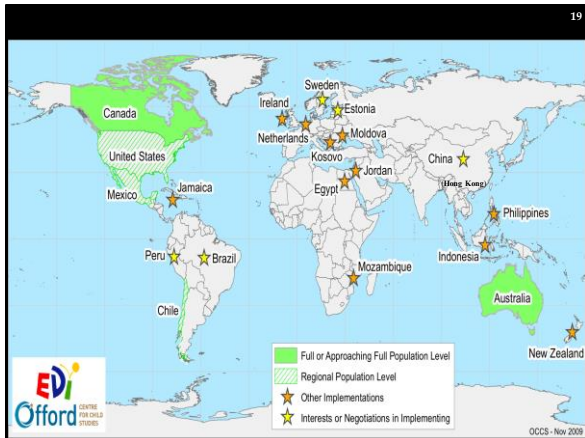 19
Sweden
Ireland
Estonia
Canada
Netherlands
Moldova
Kosovo
United States
China
Jordan
(Hong Kong)
Jamaica
Egypt
Mexico
Philippines
Peru
Brazil
Indonesia
Mozambique
Australia
Chile
New Zealand
Full or Approaching Full Population Level
Regional Population Level
Other Implementations
Interests or Negotiations in Implementing
EDI
Offord
CENTRE
FOR CHILD
STUDIES
OCCS - Nov 2009